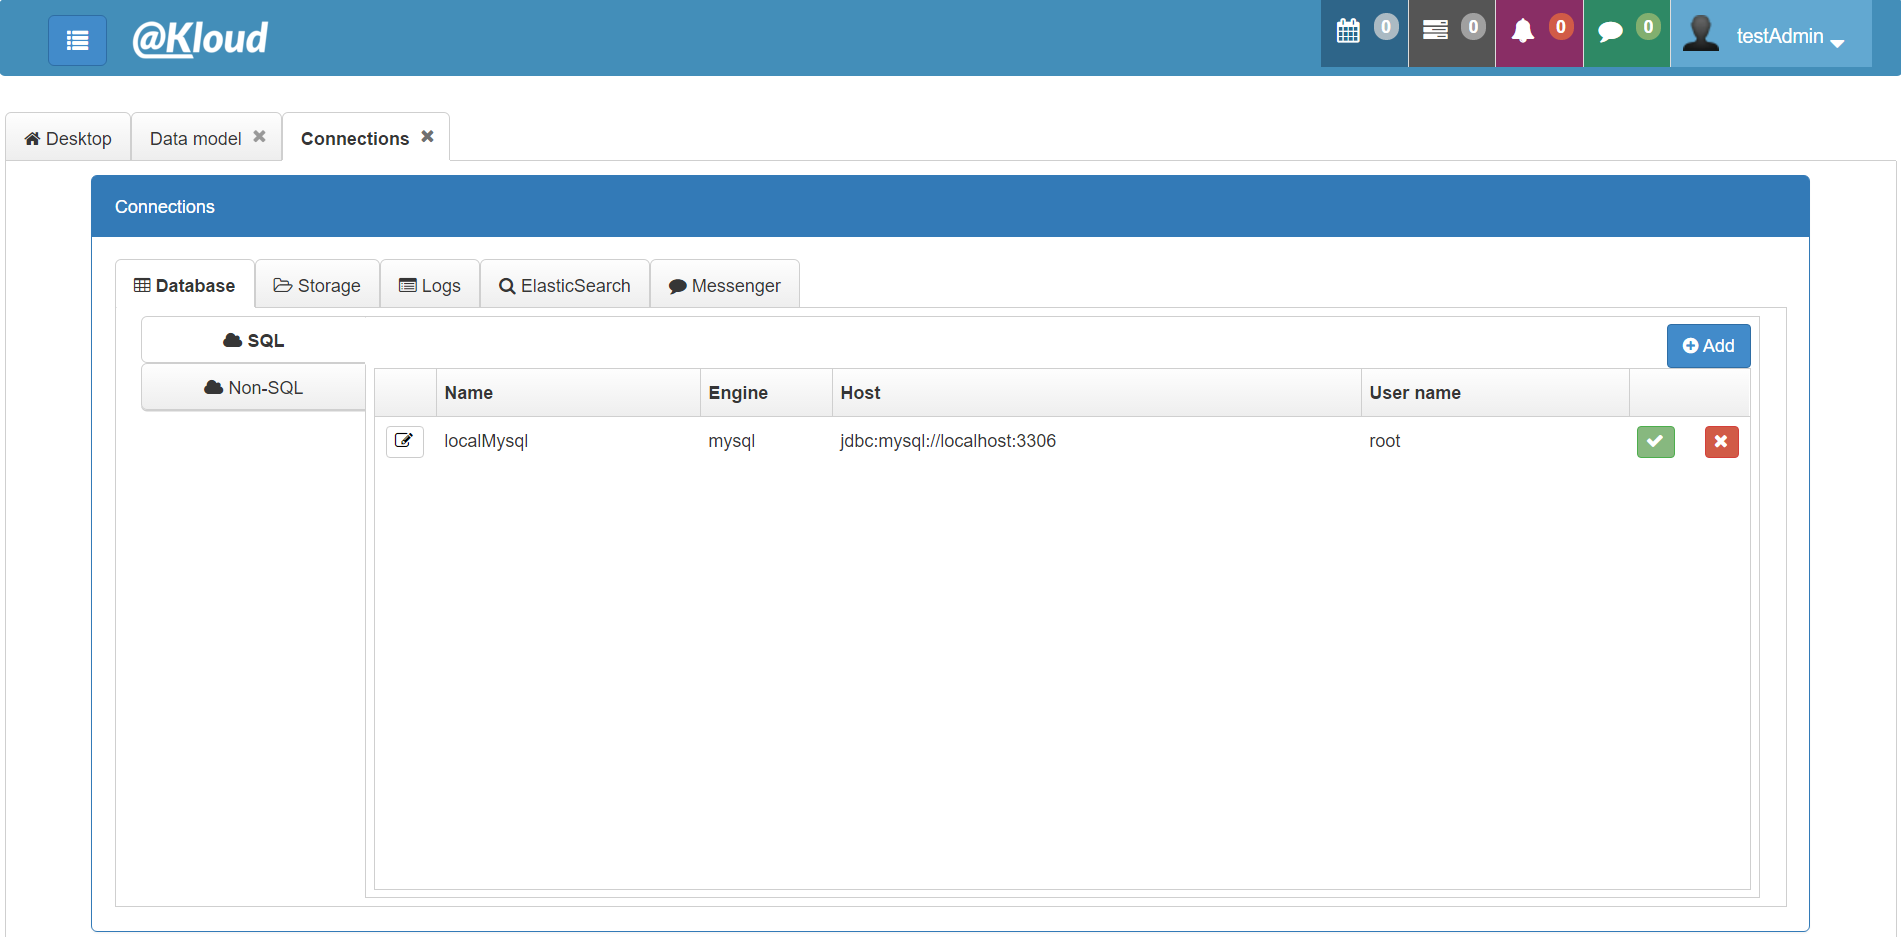 @Kloud
0 0 0 0 testAdmin
Desktop Data model Connections
Connections
Database Storage Logs ElasticSearch Messenger
SQL
Add
Non-SQL
Name Engine Host User name
localMysql mysql jdbc:mysql://localhost:3306 root